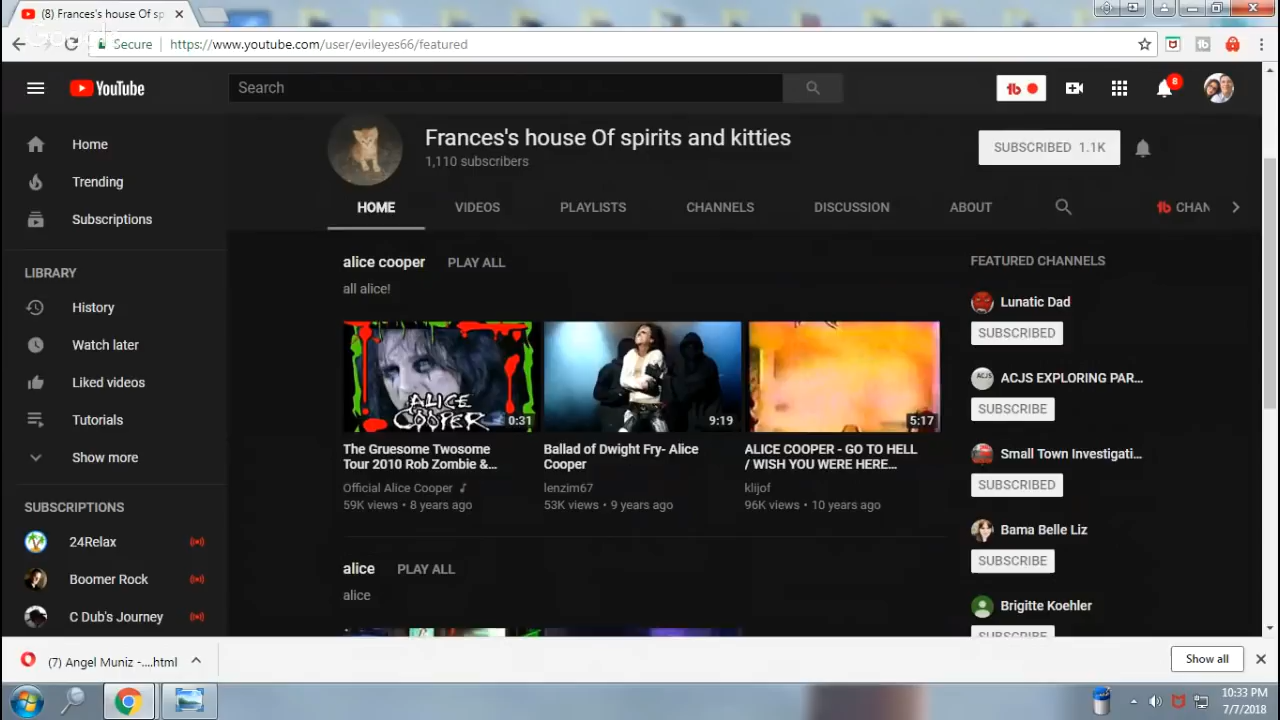 (8) Frances's house Of sp
Secure
https://www.youtube.com/user/evileyes66/featured
YouTube
Search
8
Home
Trending
Subscriptions
LIBRARY
History
Watch later
Liked videos
Tutorials
Show more
SUBSCRIPTIONS
24Relax
Boomer Rock
C Dub's Journey
Frances's house Of spirits and kitties
1,110 subscribers
SUBSCRIBED 1.1K
HOME VIDEOS PLAYLISTS CHANNELS DISCUSSION ABOUT CHAN
alice cooper PLAY ALL
all alice!
ALICE
COOPER
0:31
9:19
5:17
The Gruesome Twosome
Tour 2010 Rob Zombie &...
Official Alice Cooper
59K views • 8 years ago
Ballad of Dwight Fry- Alice
Cooper
lenzim67
53K views • 9 years ago
ALICE COOPER - GO TO HELL
/ WISH YOU WERE HERE...
klijof
96K views • 10 years ago
alice PLAY ALL
alice
FEATURED CHANNELS
Lunatic Dad
SUBSCRIBED
ACJS
ACJS EXPLORING PAR...
SUBSCRIBE
Small Town Investigati...
SUBSCRIBED
Bama Belle Liz
SUBSCRIBE
Brigitte Koehler
SUBSCRIBE
(7) Angel Muniz -....html
Show all
10:33 PM
7/7/2018